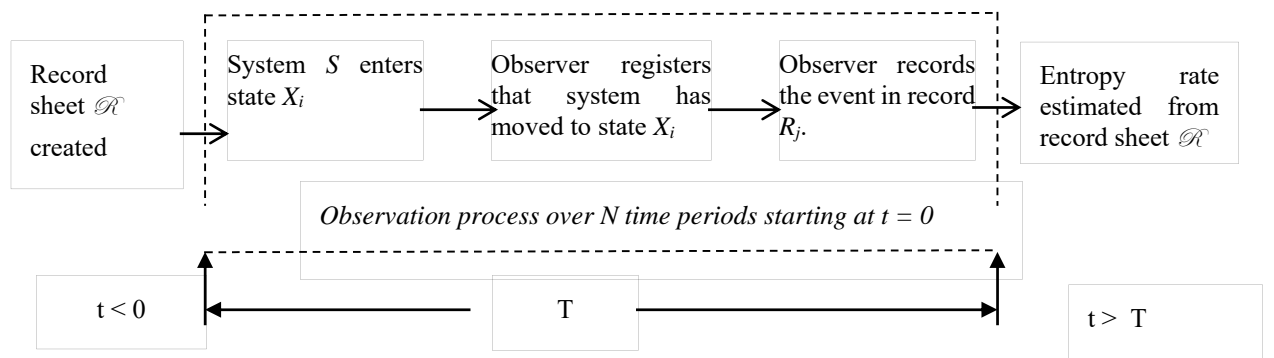 Record
sheet ℛ
created
System S enters
state Xᵢ
Observer registers
that system has
moved to state Xᵢ
Observer records
the event in record
Rⱼ.
Entropy rate
estimated from
record sheet ℛ
Observation process over N time periods starting at t = 0
t < 0
T
t > T